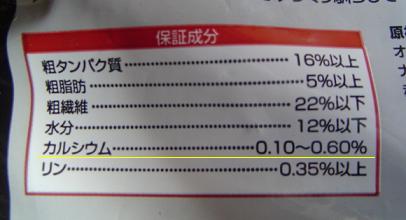 保証成分
粗タンパク質………………………16%以上
粗脂肪………………………………5%以上
粗繊維………………………………22%以下
水分…………………………………12%以下
カルシウム……………………0.10〜0.60%
リン…………………………………0.35%以上